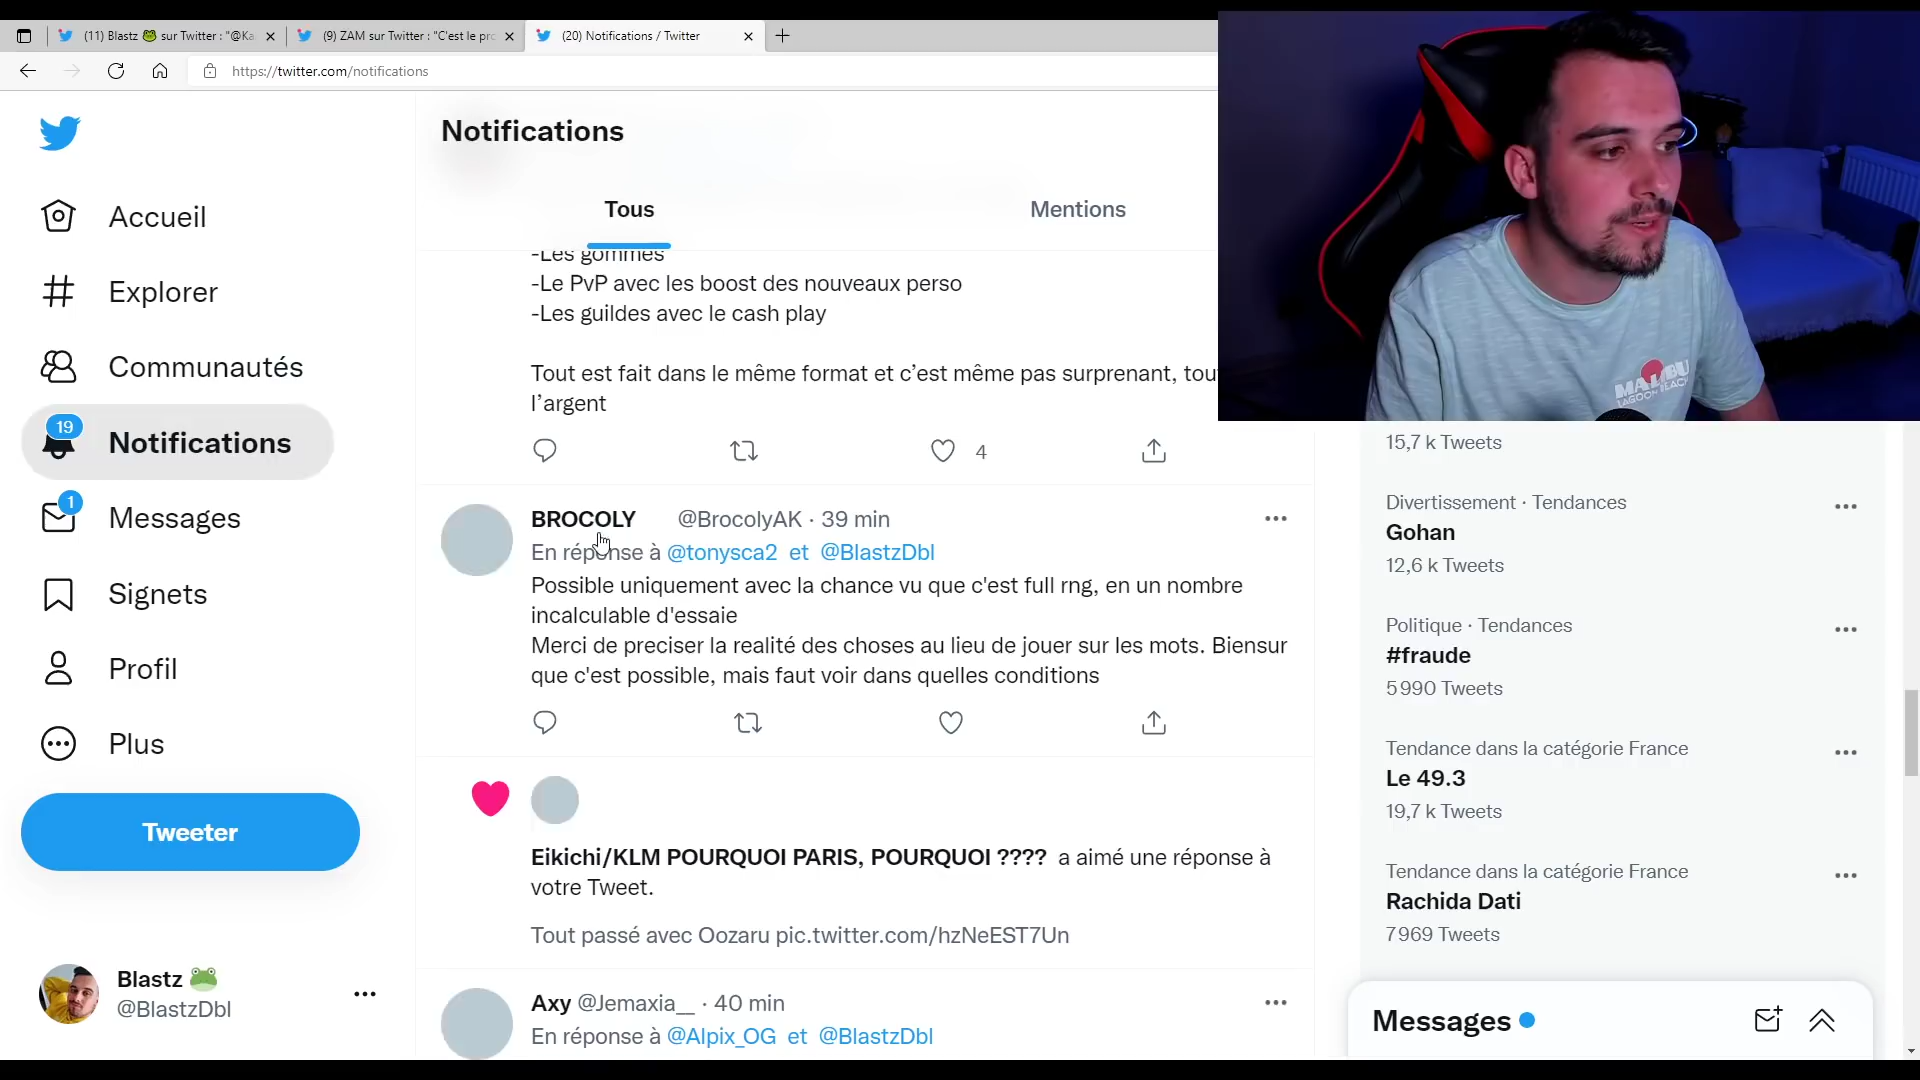 (11) Blastz 🐸 sur Twitter : "@Ka
(9) ZAM sur Twitter : "C'est le pr
(20) Notifications / Twitter
https://twitter.com/notifications
Notifications
Tous
Mentions
Accueil
Explorer
Communautés
19
Notifications
1
Messages
Signets
Profil
Plus
Tweeter
Blastz 🐸
@BlastzDbl
-Les gommes
-Le PvP avec les boost des nouveaux perso
-Les guildes avec le cash play
Tout est fait dans le même format et c’est même pas surprenant, tou
l’argent
4
BROCOLY @BrocolyAK · 39 min
En réponse à @tonysca2 et @BlastzDbl
Possible uniquement avec la chance vu que c'est full rng, en un nombre
incalculable d'essaie
Merci de preciser la realité des choses au lieu de jouer sur les mots. Biensur
que c'est possible, mais faut voir dans quelles conditions
Eikichi/KLM POURQUOI PARIS, POURQUOI ???? a aimé une réponse à
votre Tweet.
Tout passé avec Oozaru pic.twitter.com/hzNeEST7Un
Axy @Jemaxia__ · 40 min
En réponse à @Alpix_OG et @BlastzDbl
MALIBU
LAGOON BEACH
15,7 k Tweets
Divertissement · Tendances
Gohan
12,6 k Tweets
Politique · Tendances
#fraude
5 990 Tweets
Tendance dans la catégorie France
Le 49.3
19,7 k Tweets
Tendance dans la catégorie France
Rachida Dati
7 969 Tweets
Messages